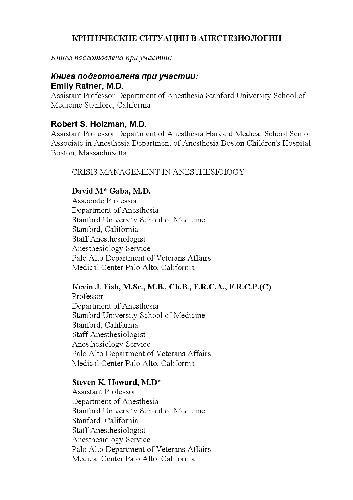 КРИТИЧЕСКИЕ СИТУАЦИИ В АНЕСТЕЗИОЛОГИИ
Книга подготовлена при участии:
Книга подготовлена при участии:
Emily Ratner, M.D.
Assistant Professor Department of Anesthesia Stanford University School of
Medicine Stanford, California
Robert S. Holzman, M.D.
Assistant Professor Department of Anesthesia Harvard Medical School Senior
Associate in Anesthesia Department of Anesthesia Boston Children's Hospital
Boston, Massachusetts
CRISIS MANAGEMENT IN ANESTHESIOLOGY
David M* Gaba, M.D.
Associate Professor
Department of Anesthesia
Stanford University School of Medicine
Stanford, California
Staff Anesthesiologist
Anesthesiology Service
Palo Alto Department of Veterans Affairs
Medical Center Palo Alto, California
Kevin J. Fish, M.Sc., M.B., Ch.B., F.R.C.A., F.R.C.P.(C)
Professor
Department of Anesthesia
Stanford University School of Medicine
Stanford, California
Staff Anesthesiologist
Anesthesiology Service
Palo Alto Department of Veterans Affairs
Medical Center Palo Alto, California
Steven K. Howard, M.D*
Assistant Professor
Department of Anesthesia
Stanford University School of Medicine
Stanford, California
Staff Anesthesiologist
Anesthesiology Service
Palo Alto Department of Veterans Affairs
Medical Center Palo Alto, California